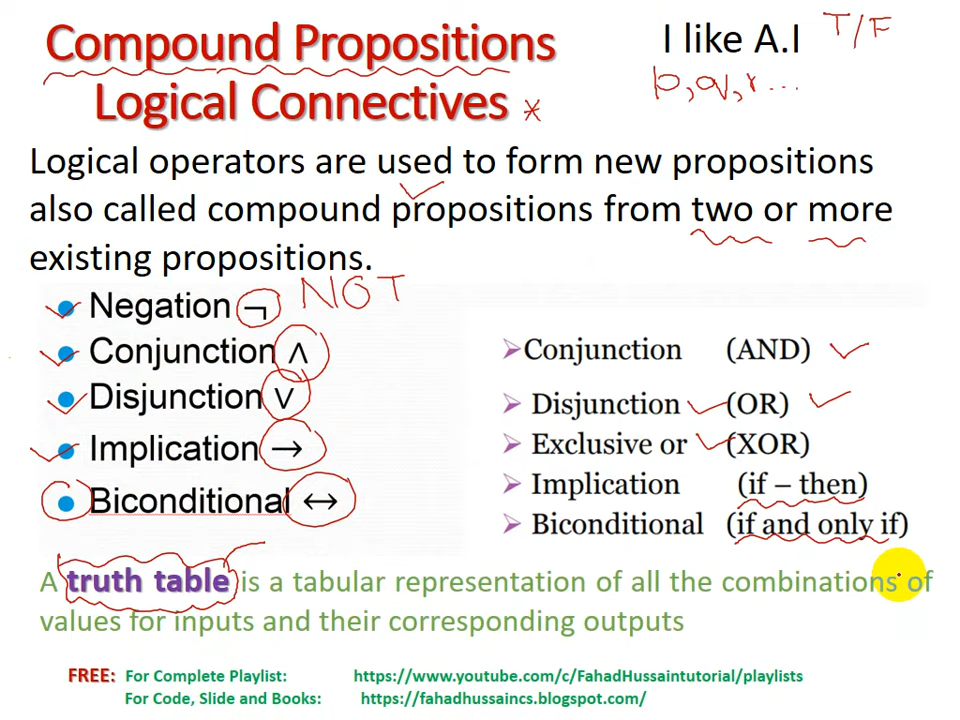 Compound Propositions
Logical Connectives *
I like A.I T/F
p, q, r ...
Logical operators are used to form new propositions
also called compound propositions from two or more
existing propositions.
Negation ¬ NOT
Conjunction ∧
Disjunction ∨
Implication →
Biconditional ↔
Conjunction (AND)
Disjunction (OR)
Exclusive or (XOR)
Implication (if – then)
Biconditional (if and only if)
A truth table is a tabular representation of all the combinations of
values for inputs and their corresponding outputs
FREE: For Complete Playlist: https://www.youtube.com/c/FahadHussaintutorial/playlists
For Code, Slide and Books: https://fahadhussaincs.blogspot.com/